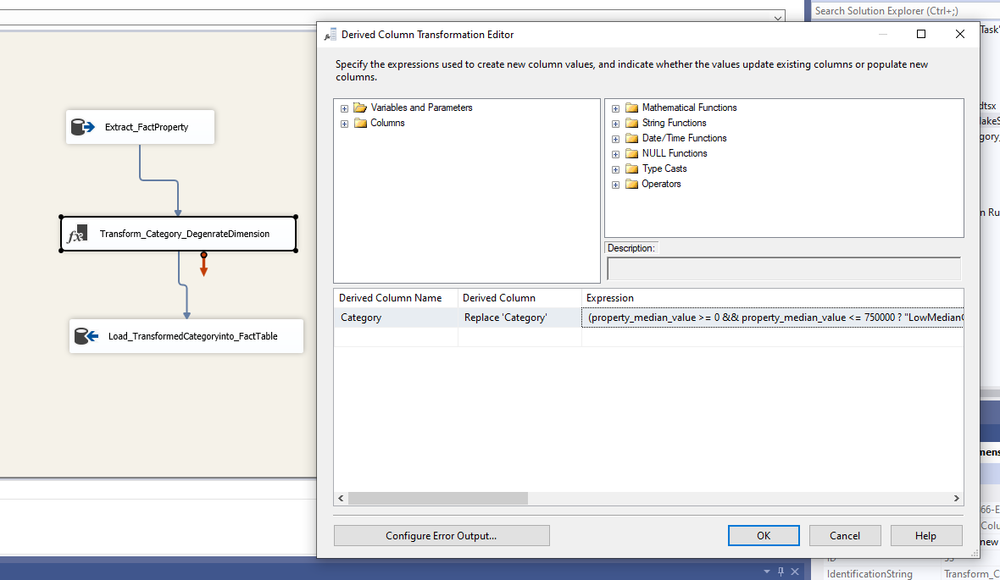 Search Solution Explorer (Ctrl+;)
Derived Column Transformation Editor
Task'
Specify the expressions used to create new column values, and indicate whether the values update existing columns or populate new
columns.
Variables and Parameters
Columns
Mathematical Functions
String Functions
Date/Time Functions
NULL Functions
Type Casts
Operators
Description:
dtsx
lakeS
gory_
n Ru
Extract_FactProperty
Transform_Category_DegenrateDimension
Load_TransformedCategoryinto_FactTable
Derived Column Name Derived Column Expression
Category Replace 'Category' (property_median_value >= 0 && property_median_value <= 750000 ? "LowMedian
mens
66-E
Colu
new
Configure Error Output...
OK
Cancel
Help
ID 53
IdentificationString Transform_C